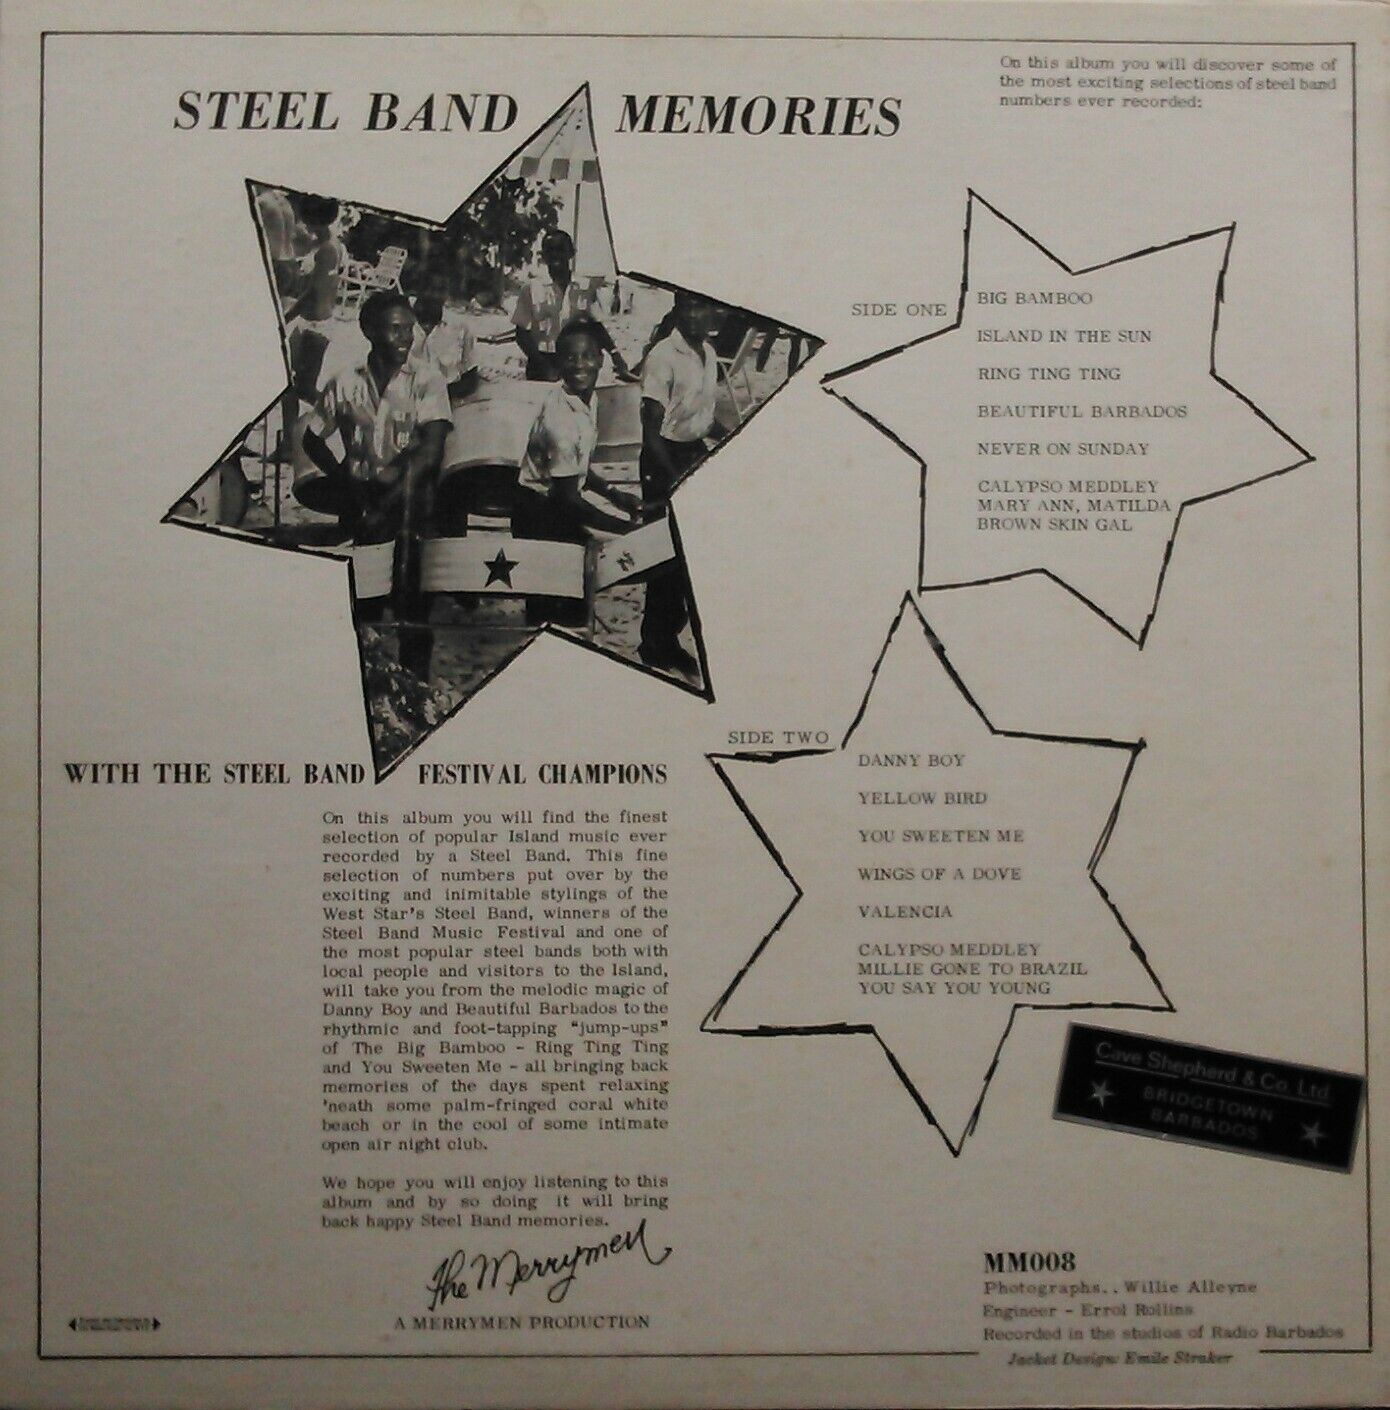 STEEL BAND MEMORIES
On this album you will discover some of
the most exciting selections of steel band
numbers ever recorded:
SIDE ONE
BIG BAMBOO
ISLAND IN THE SUN
RING TING TING
BEAUTIFUL BARBADOS
NEVER ON SUNDAY
CALYPSO MEDDLEY
MARY ANN, MATILDA
BROWN SKIN GAL
SIDE TWO
DANNY BOY
YELLOW BIRD
YOU SWEETEN ME
WINGS OF A DOVE
VALENCIA
CALYPSO MEDDLEY
MILLIE GONE TO BRAZIL
YOU SAY YOU YOUNG
WITH THE STEEL BAND FESTIVAL CHAMPIONS
On this album you will find the finest
selection of popular Island music ever
recorded by a Steel Band. This fine
selection of numbers put over by the
exciting and inimitable stylings of the
West Star's Steel Band, winners of the
Steel Band Music Festival and one of
the most popular steel bands both with
local people and visitors to the Island,
will take you from the melodic magic of
Danny Boy and Beautiful Barbados to the
rhythmic and foot-tapping "jump-ups"
of The Big Bamboo - Ring Ting Ting
and You Sweeten Me - all bringing back
memories of the days spent relaxing
'neath some palm-fringed coral white
beach or in the cool of some intimate
open air night club.
We hope you will enjoy listening to this
album and by so doing it will bring
back happy Steel Band memories.
The Merrymen
A MERRYMEN PRODUCTION
Cave Shepherd & Co. Ltd
BRIDGETOWN
BARBADOS
MM008
Photographs.. Willie Alleyne
Engineer - Errol Rollins
Recorded in the studios of Radio Barbados
Jacket Design: Emile Straker